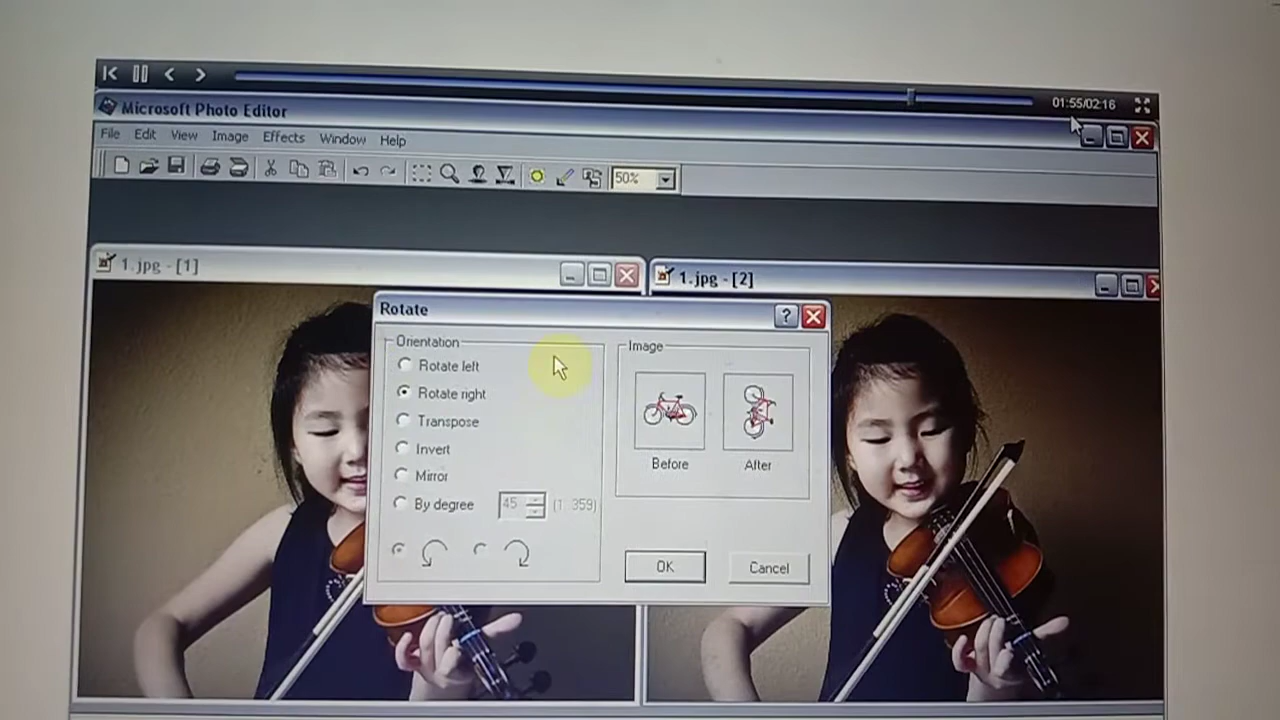 01:55/02:16
Microsoft Photo Editor
File Edit View Image Effects Window Help
50%
1.jpg - [1]
1.jpg - [2]
Rotate
?
Orientation
Rotate left
Rotate right
Transpose
Invert
Mirror
By degree 45 (1 359)
Image
Before After
OK Cancel